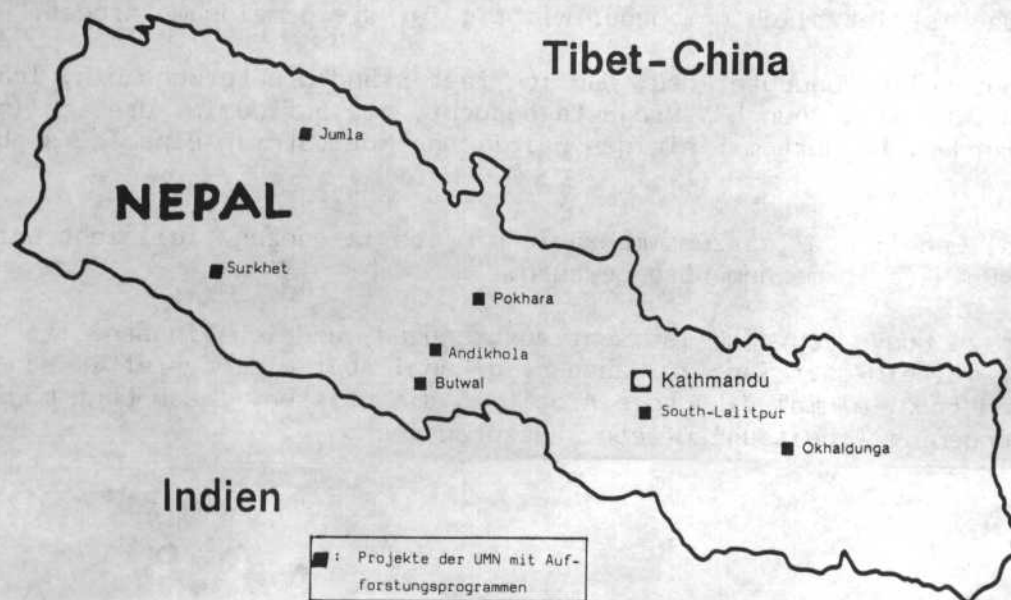 Tibet-China
Jumla
NEPAL
Surkhet
Pokhara
Andikhola
Butwal
Kathmandu
South-Lalitpur
Okhaldunga
Indien
: Projekte der UMN mit Auf-
forstungsprogrammen